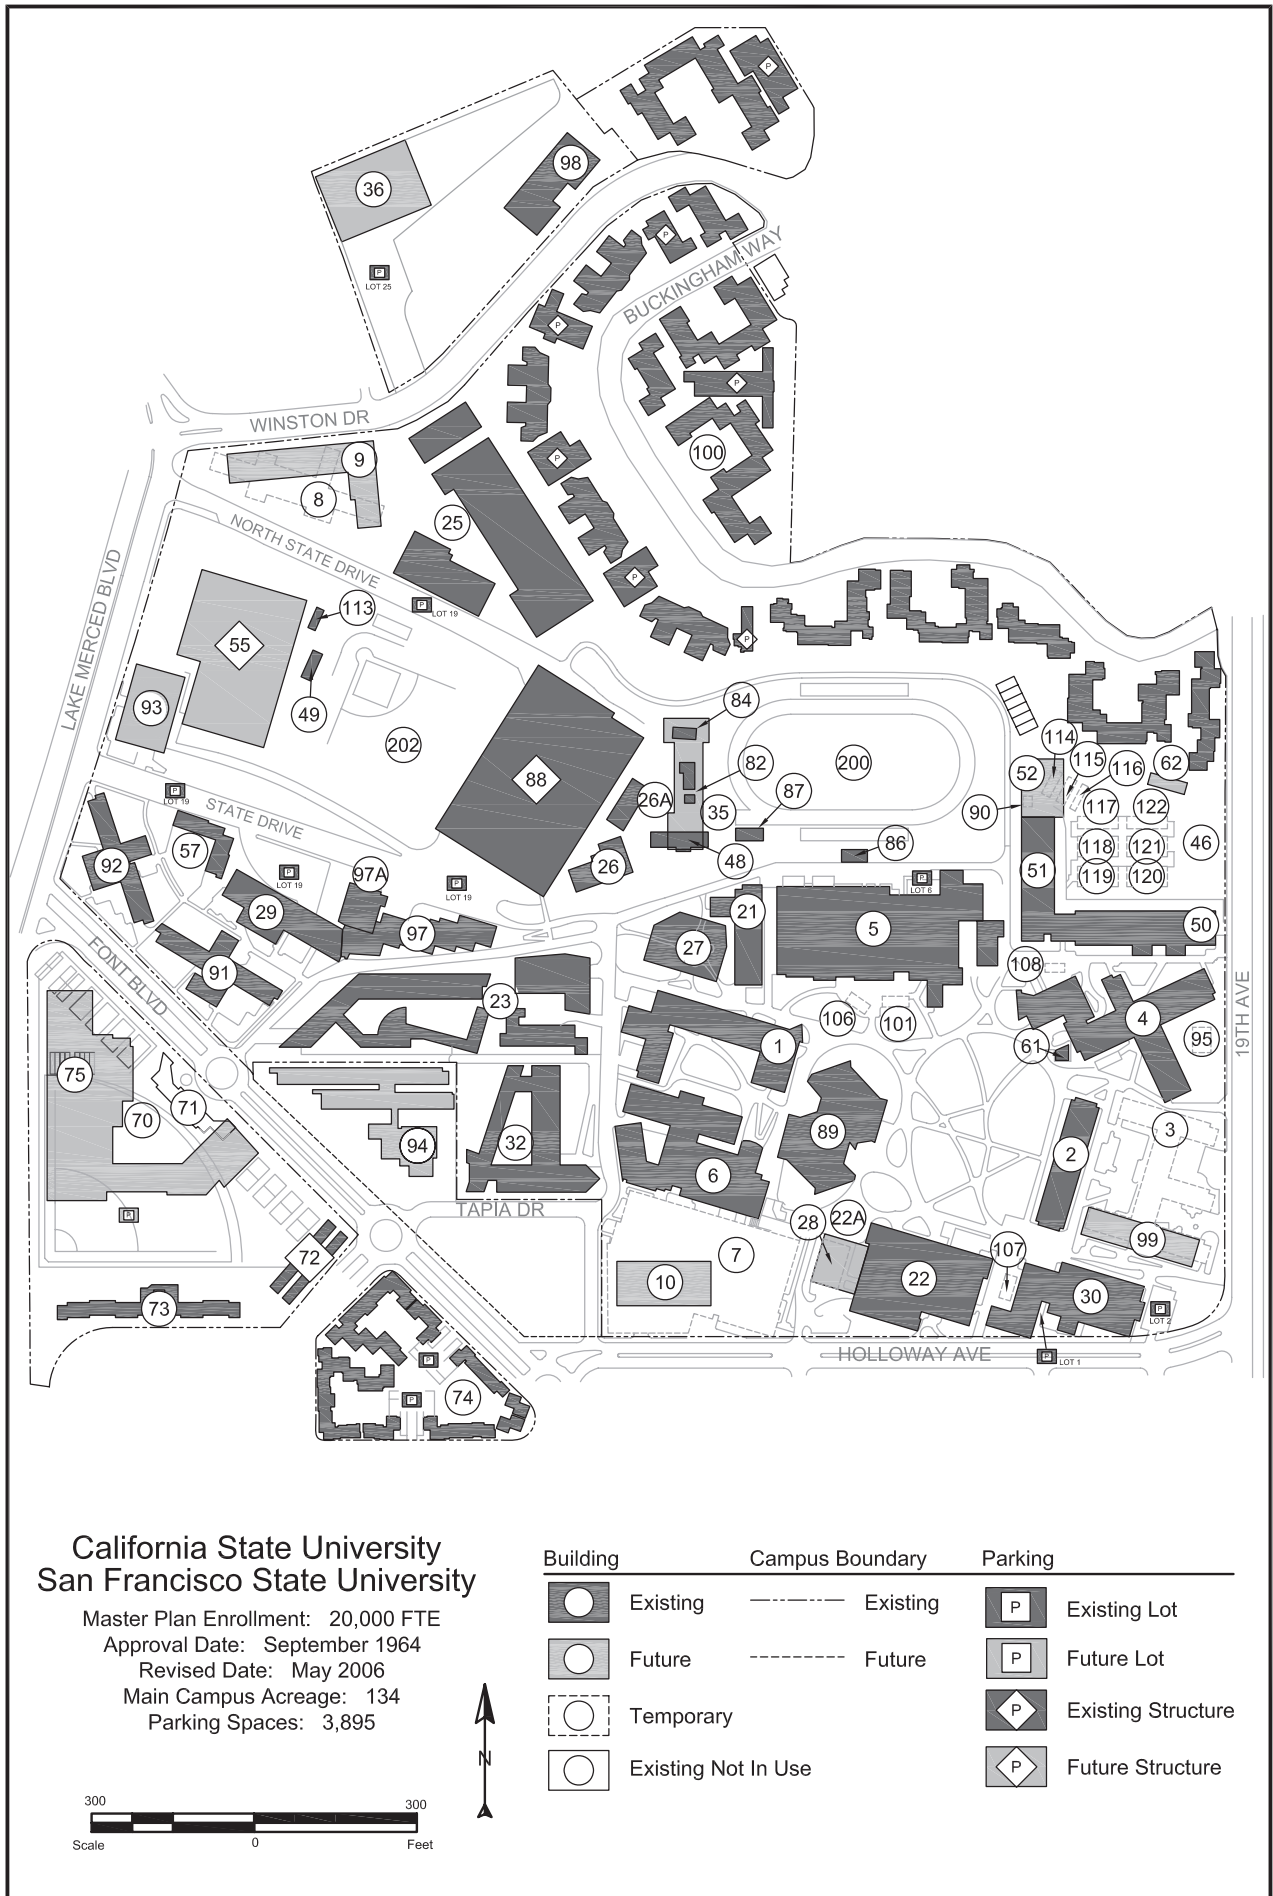 P
36
98
P
LOT 25
P
BUCKINGHAM WAY
P
P
WINSTON DR
100
9
8
P
25
NORTH STATE DRIVE
P
LAKE MERCED BLVD
113
P
LOT 19
55
P
93
49
84
202
114
115
116
62
52
88
82
200
P
LOT 19
26A
35
87
90
117
122
STATE DRIVE
57
48
86
118
121
46
92
26
51
97A
P
LOT 19
P
LOT 19
P
LOT 6
119
120
29
21
97
5
50
27
FONT BLVD
91
108
23
106
101
4
95
1
61
19TH AVE
75
71
70
94
32
89
3
6
2
P
TAPIA DR
28
22A
99
72
7
107
10
22
30
73
P
LOT 2
HOLLOWAY AVE
P
LOT 1
P
P
74
California State University
San Francisco State University
Master Plan Enrollment: 20,000 FTE
Approval Date: September 1964
Revised Date: May 2006
Main Campus Acreage: 134
Parking Spaces: 3,895
300
300
Scale
0
Feet
N
Building
Existing
Future
Temporary
Existing Not In Use
Campus Boundary
Existing
Future
Parking
P
Existing Lot
P
Future Lot
P
Existing Structure
P
Future Structure